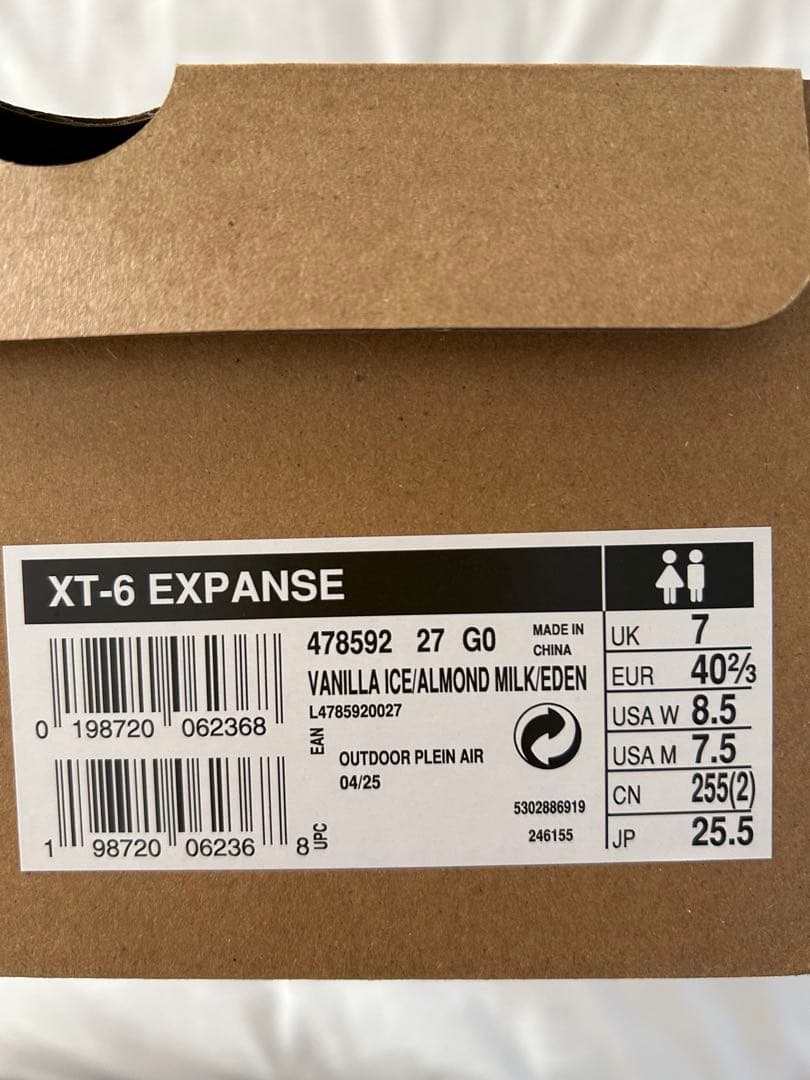 XT-6 EXPANSE
478592 27 G0
MADE IN
CHINA
VANILLA ICE/ALMOND MILK/EDEN
L4785920027
0 198720 062368
EAN
OUTDOOR PLEIN AIR
04/25
5302886919
246155
1 98720 06236 8
UPC
UK 7
EUR 40⅔
USA W 8.5
USA M 7.5
CN 255(2)
JP 25.5